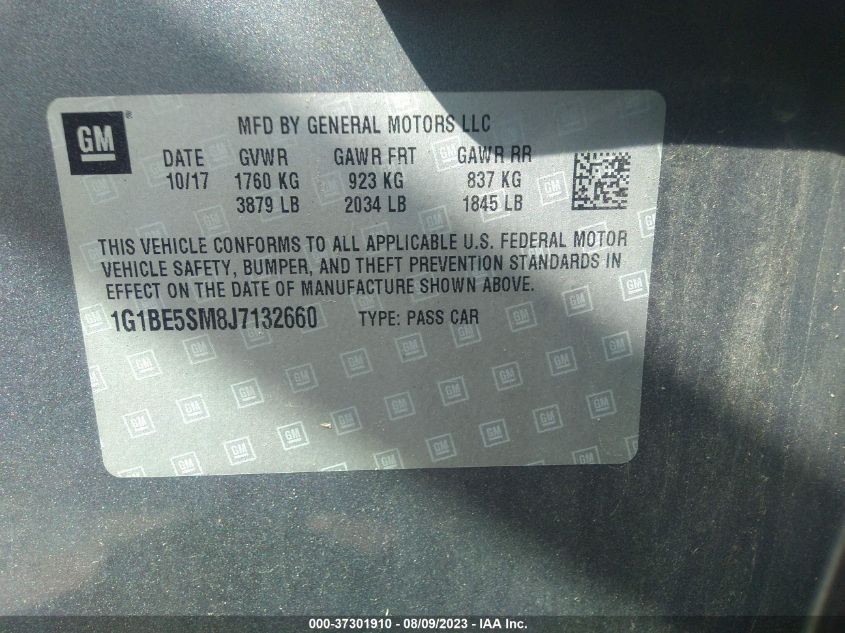 GM ®
MFD BY GENERAL MOTORS LLC
DATE GVWR GAWR FRT GAWR RR
10/17 1760 KG 923 KG 837 KG
3879 LB 2034 LB 1845 LB
THIS VEHICLE CONFORMS TO ALL APPLICABLE U.S. FEDERAL MOTOR
VEHICLE SAFETY, BUMPER, AND THEFT PREVENTION STANDARDS IN
EFFECT ON THE DATE OF MANUFACTURE SHOWN ABOVE.
1G1BE5SM8J7132660 TYPE: PASS CAR
000-37301910 - 08/09/2023 - IAA Inc.